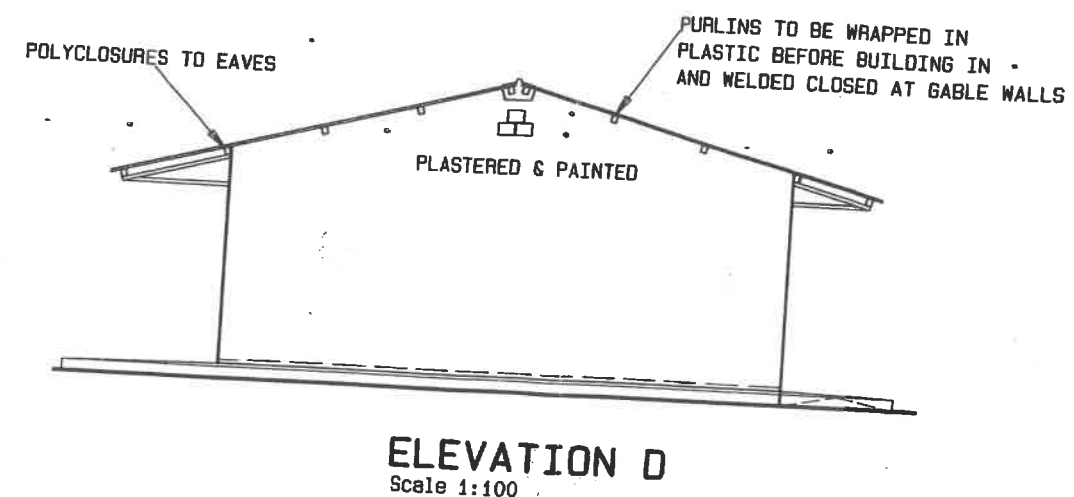 POLYCLOSURES TO EAVES
PURLINS TO BE WRAPPED IN
PLASTIC BEFORE BUILDING IN
AND WELDED CLOSED AT GABLE WALLS
PLASTERED & PAINTED
ELEVATION D
Scale 1:100